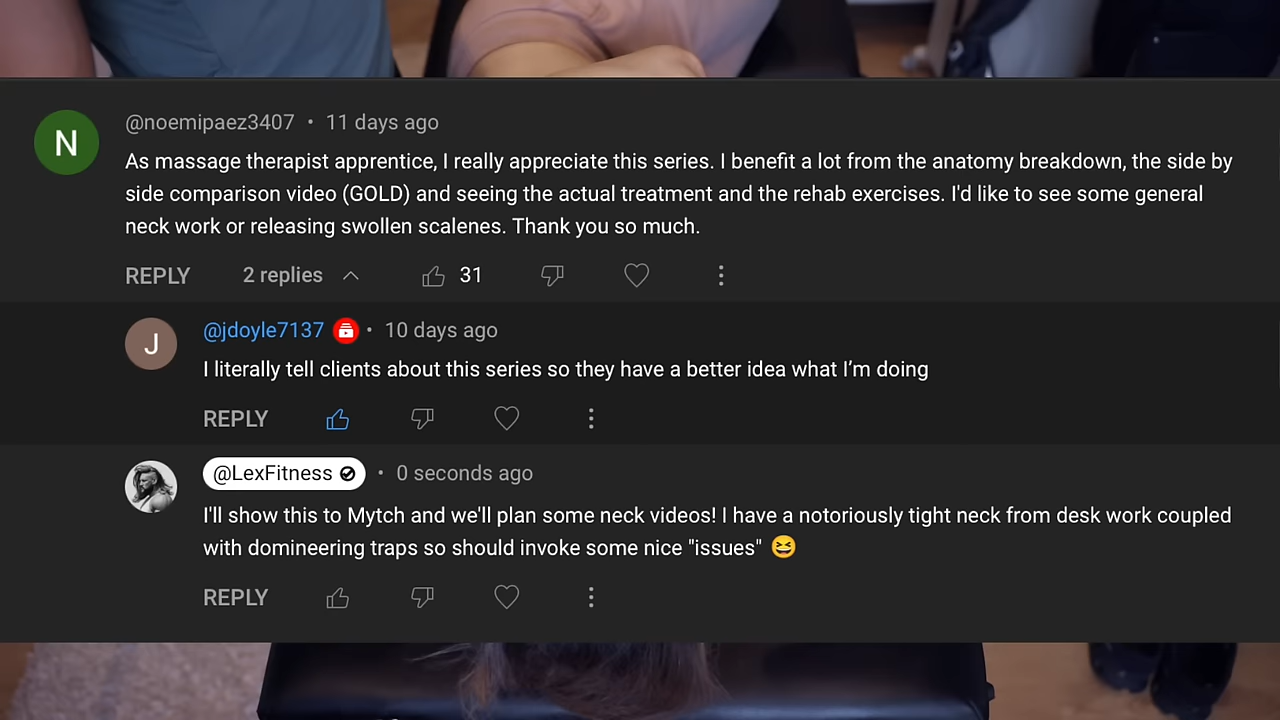 N
@noemipaez3407 • 11 days ago
As massage therapist apprentice, I really appreciate this series. I benefit a lot from the anatomy breakdown, the side by
side comparison video (GOLD) and seeing the actual treatment and the rehab exercises. I'd like to see some general
neck work or releasing swollen scalenes. Thank you so much.
REPLY 2 replies 31
J
@jdoyle7137 • 10 days ago
I literally tell clients about this series so they have a better idea what I’m doing
REPLY
@LexFitness • 0 seconds ago
I'll show this to Mytch and we'll plan some neck videos! I have a notoriously tight neck from desk work coupled
with domineering traps so should invoke some nice "issues" 😆
REPLY